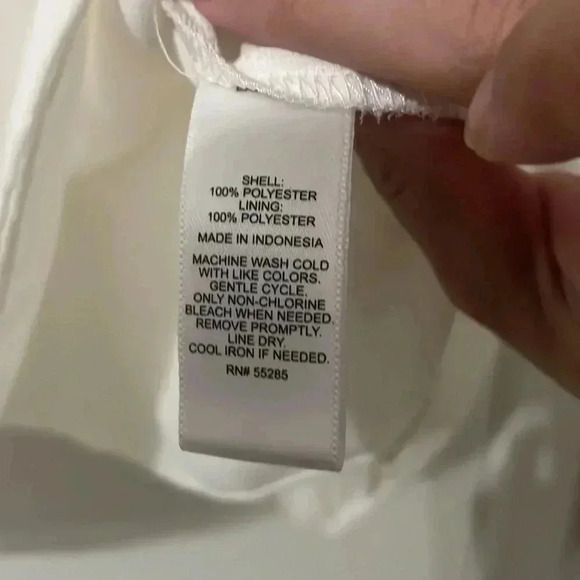 SHELL:
100% POLYESTER
LINING:
100% POLYESTER
MADE IN INDONESIA
MACHINE WASH COLD
WITH LIKE COLORS.
GENTLE CYCLE.
ONLY NON-CHLORINE
BLEACH WHEN NEEDED.
REMOVE PROMPTLY.
LINE DRY.
COOL IRON IF NEEDED.
RN# 55285